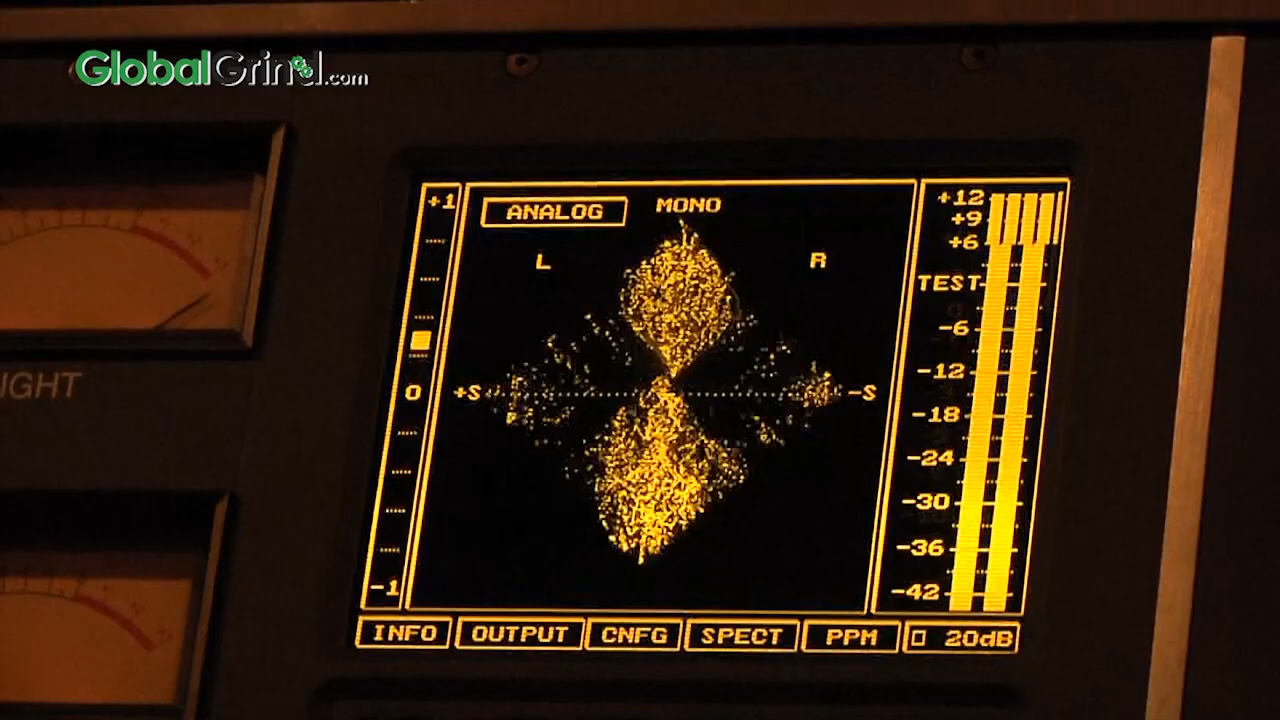 GlobalGrind.com
IGHT
+1
0
-1
ANALOG
MONO
L
R
+S
-S
+12
+9
+6
TEST
-6
-12
-18
-24
-30
-36
-42
INFO
OUTPUT
CNFG
SPECT
PPM
20dB